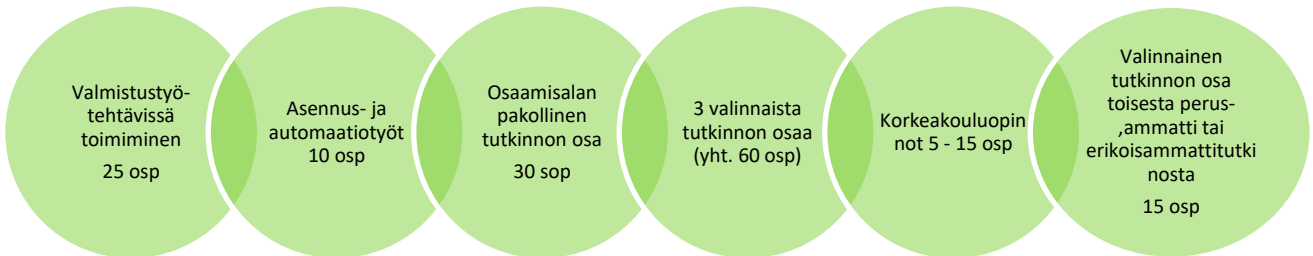 Valmistustyö-
tehtävissä
toimiminen
25 osp
Asennus- ja
automaatiotyöt
10 osp
Osaamisalan
pakollinen
tutkinnon osa
30 sop
3 valinnaista
tutkinnon osaa
(yht. 60 osp)
Korkeakouluopin
not 5 - 15 osp
Valinnainen
tutkinnon osa
toisesta perus-
,ammatti tai
erikoisammattitutki
nosta
15 osp